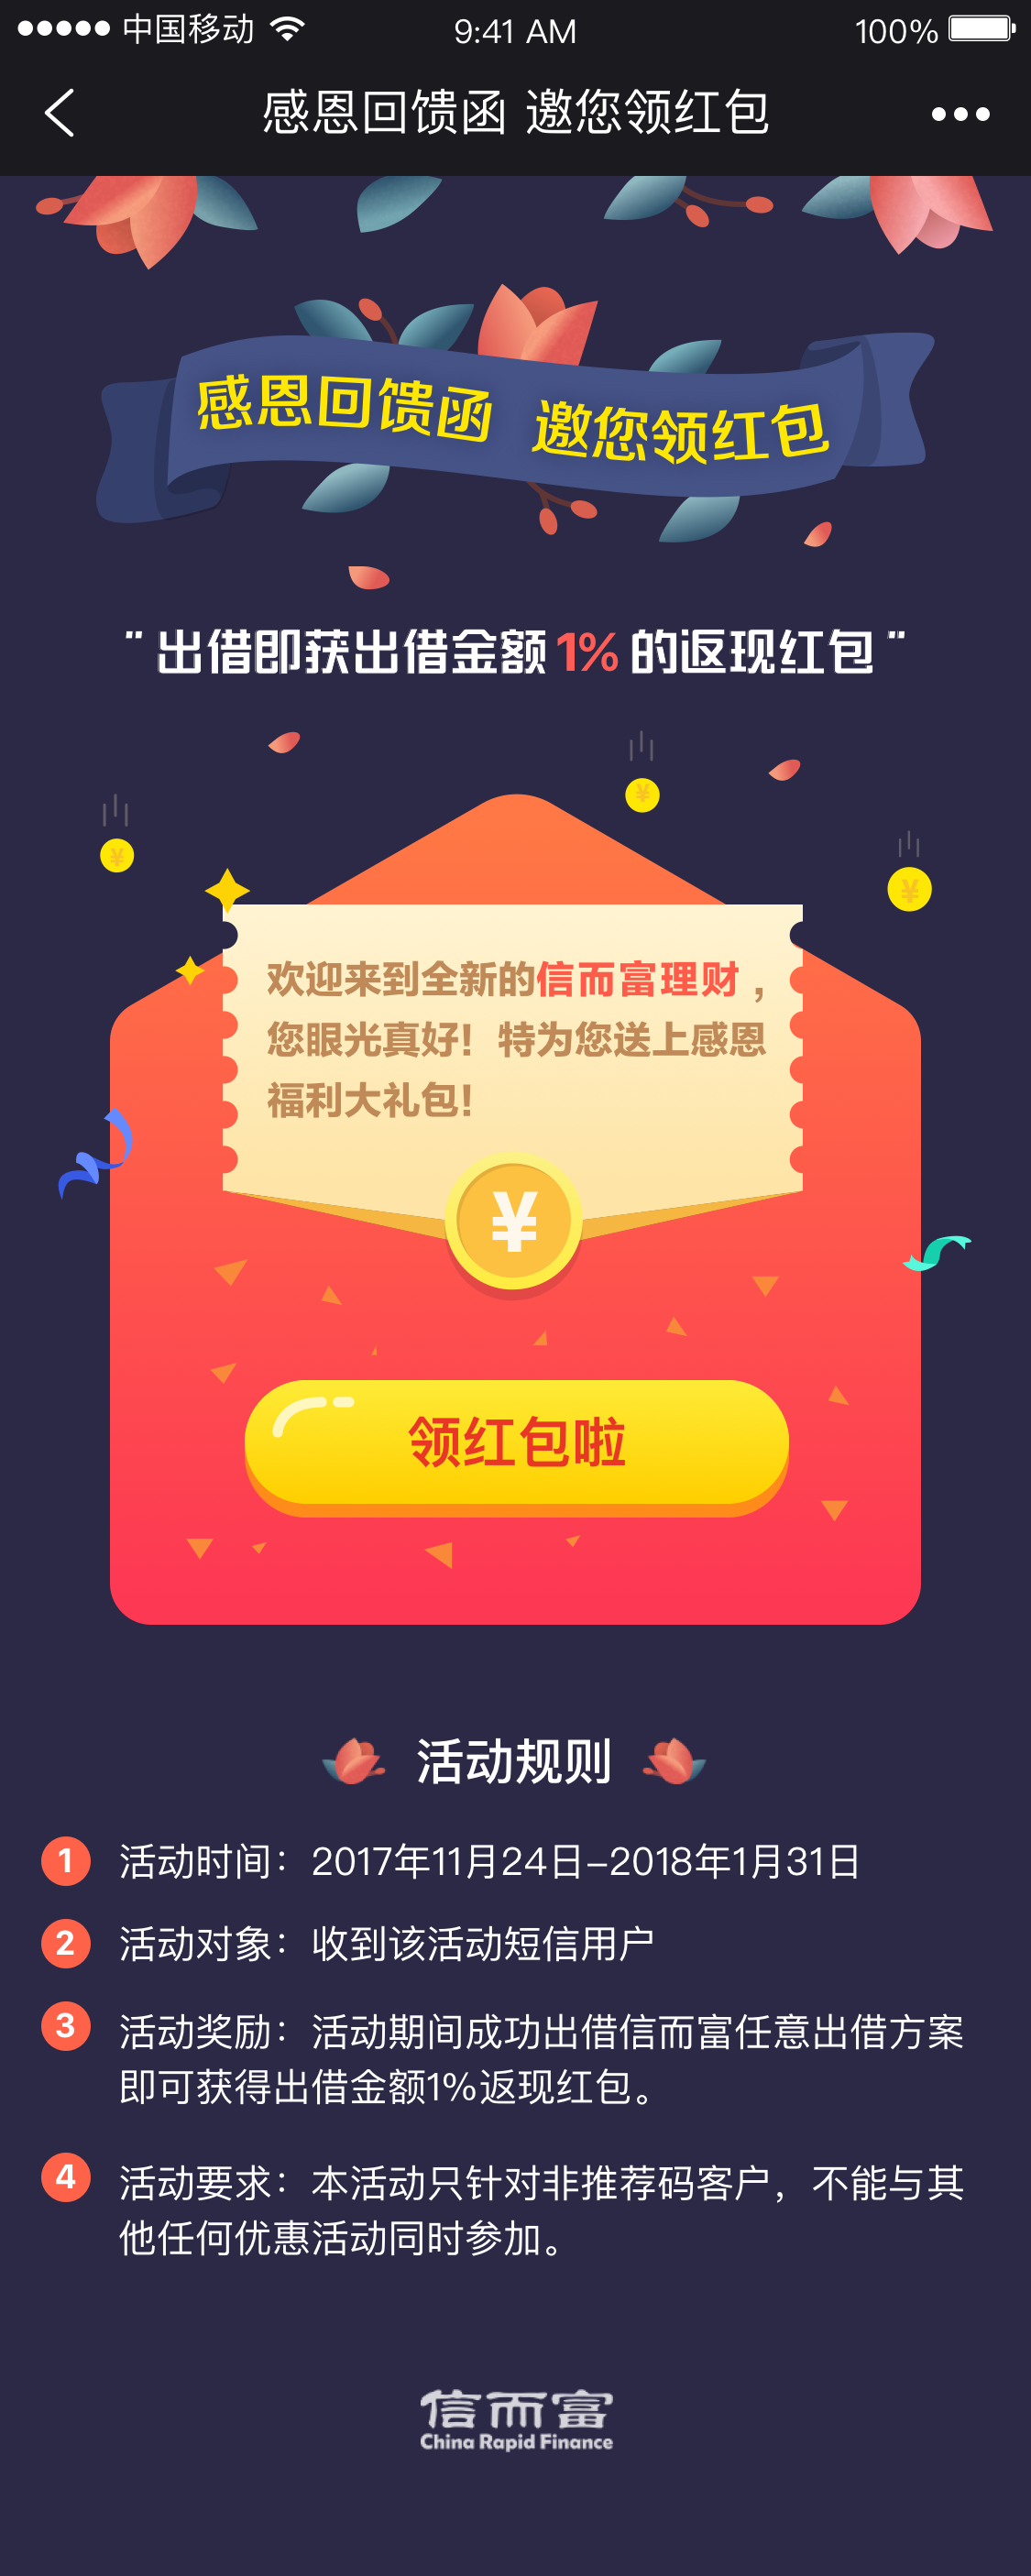 中国移动
9:41 AM
100%
感恩回馈函 邀您领红包
感恩回馈函 邀您领红包
"出借即获出借金额1%的返现红包"
¥
¥
¥
欢迎来到全新的信而富理财，
您眼光真好！特为您送上感恩
福利大礼包！
¥
领红包啦
活动规则
1 活动时间：2017年11月24日-2018年1月31日
2 活动对象：收到该活动短信用户
3 活动奖励：活动期间成功出借信而富任意出借方案
即可获得出借金额1%返现红包。
4 活动要求：本活动只针对非推荐码客户，不能与其
他任何优惠活动同时参加。
信而富
China Rapid Finance